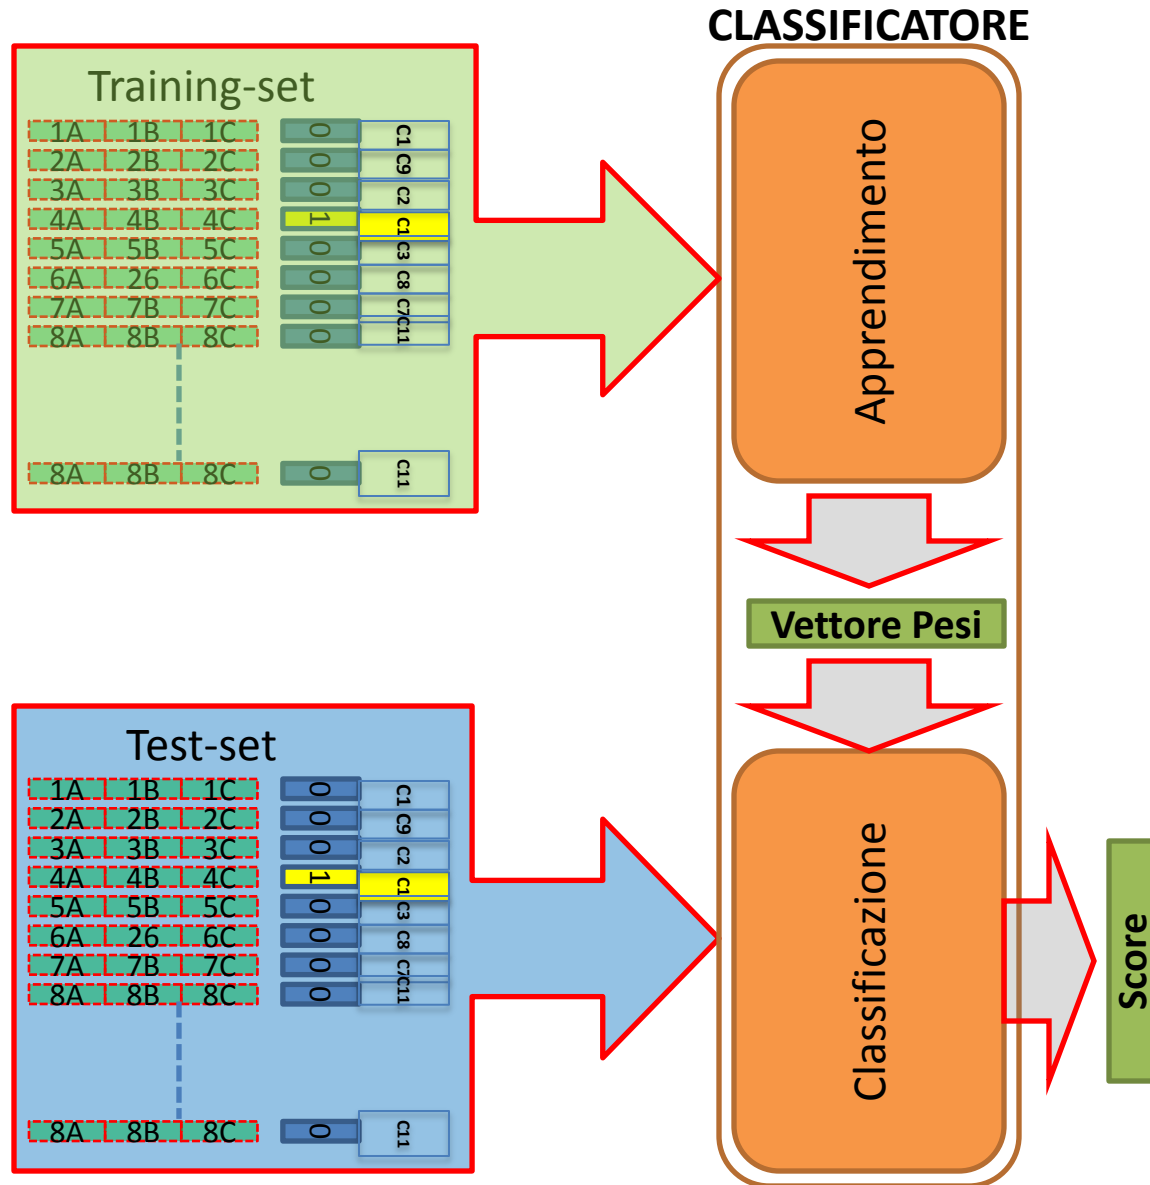 CLASSIFICATORE
Training-set
1A 1B 1C 0 C1
2A 2B 2C 0 C9
3A 3B 3C 0 C2
4A 4B 4C 1 C1
5A 5B 5C 0 C3
6A 26 6C 0 C8
7A 7B 7C 0 C7
8A 8B 8C 0 C11
8A 8B 8C 0 C11
Apprendimento
Vettore Pesi
Test-set
1A 1B 1C 0 C1
2A 2B 2C 0 C9
3A 3B 3C 0 C2
4A 4B 4C 1 C1
5A 5B 5C 0 C3
6A 26 6C 0 C8
7A 7B 7C 0 C7
8A 8B 8C 0 C11
8A 8B 8C 0 C11
Classificazione
Score